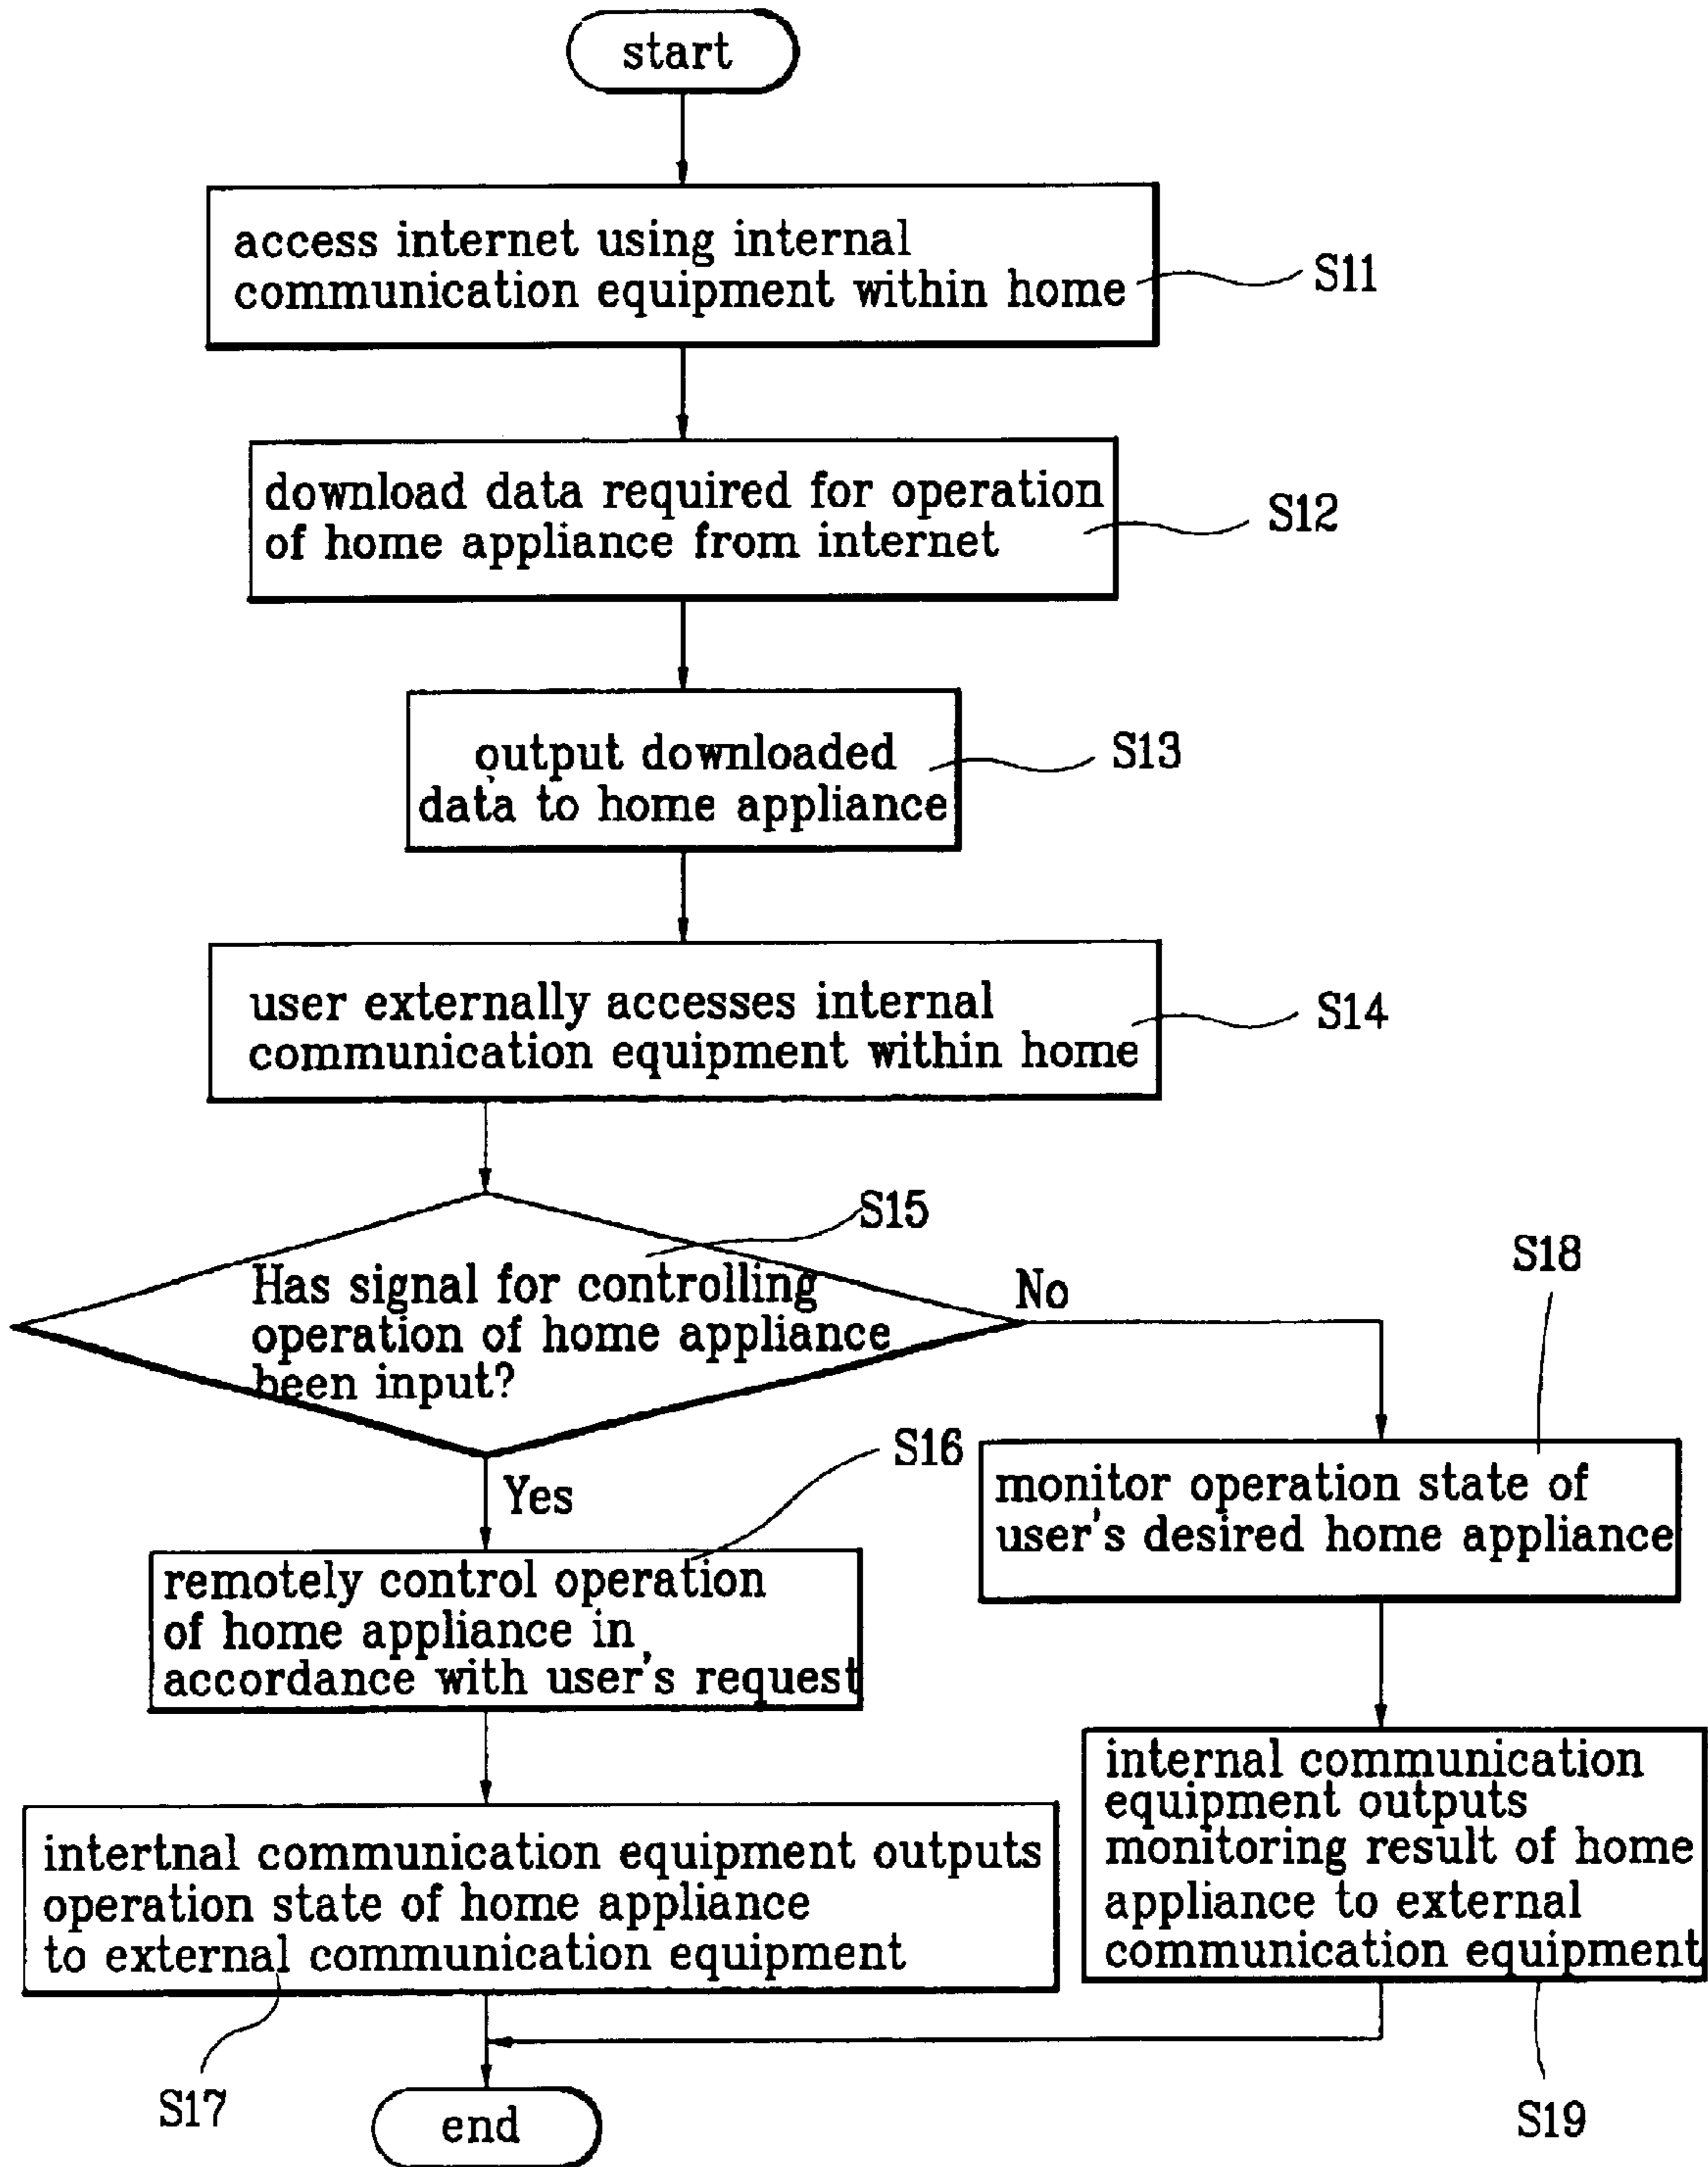 start
access internet using internal
communication equipment within home
S11
download data required for operation
of home appliance from internet
S12
output downloaded
data to home appliance
S13
user externally accesses internal
communication equipment within home
S14
S15
Has signal for controlling
operation of home appliance
been input?
No
Yes
S16
remotely control operation
of home appliance in
accordance with user's request
intertnal communication equipment outputs
operation state of home appliance
to external communication equipment
S17
S18
monitor operation state of
user's desired home appliance
internal communication
equipment outputs
monitoring result of home
appliance to external
communication equipment
S19
end